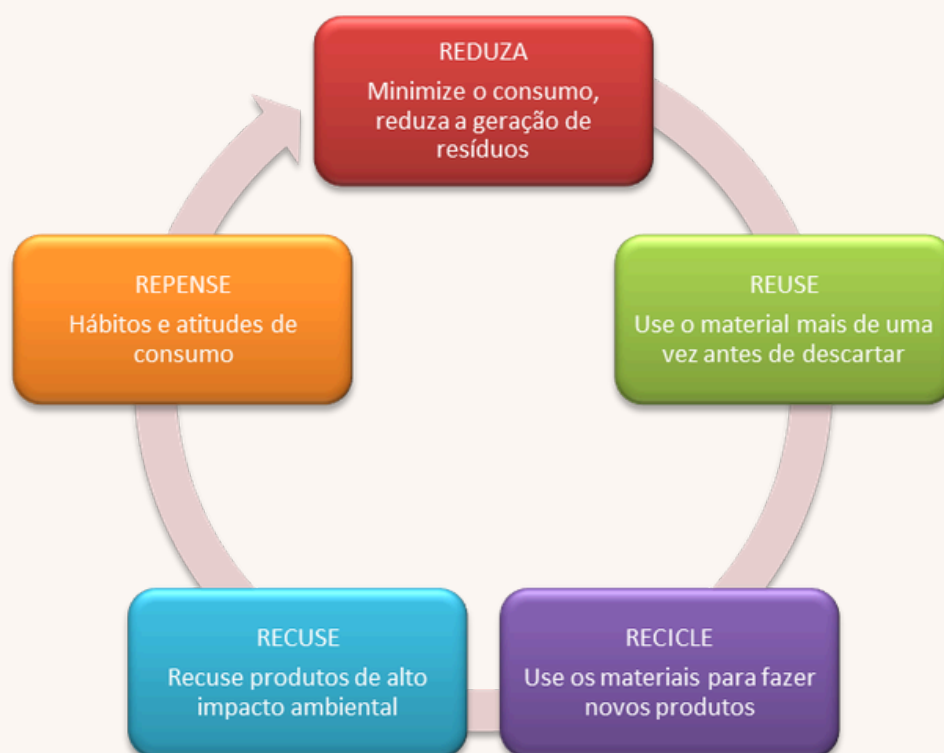 REDUZA
Minimize o consumo,
reduza a geração de
resíduos
REUSE
Use o material mais de uma
vez antes de descartar
RECICLE
Use os materiais para fazer
novos produtos
RECUSE
Recuse produtos de alto
impacto ambiental
REPENSE
Hábitos e atitudes de
consumo